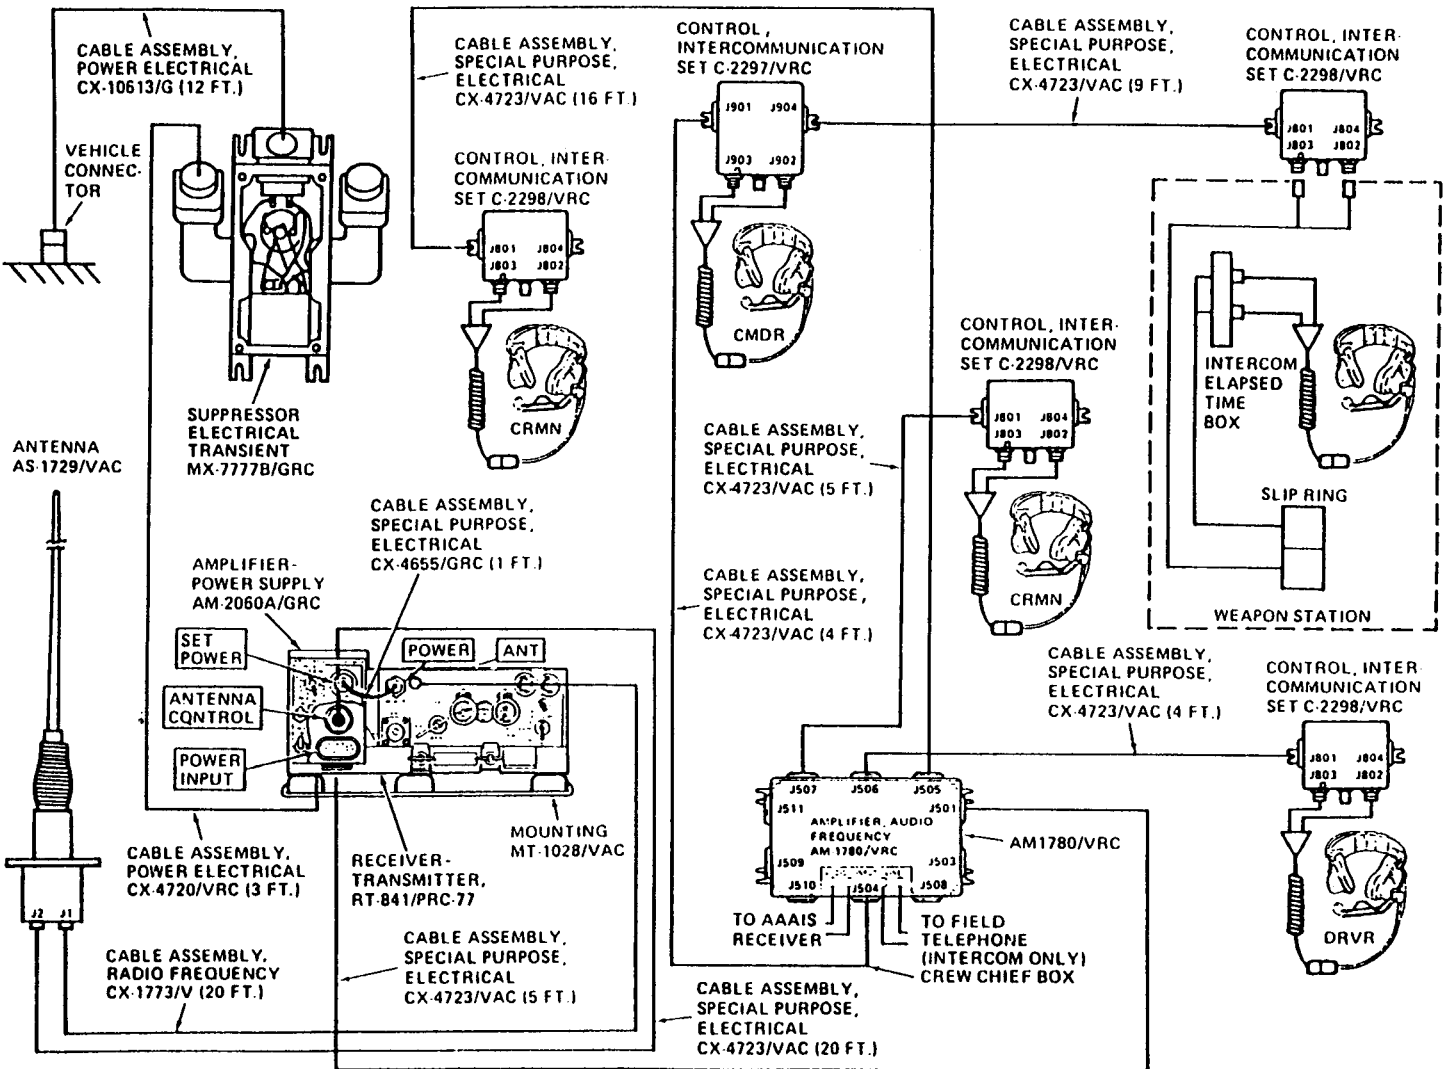 CABLE ASSEMBLY,
POWER ELECTRICAL
CX-10613/G (12 FT.)
VEHICLE
CONNEC-
TOR
SUPPRESSOR
ELECTRICAL
TRANSIENT
MX-7777B/GRC
CABLE ASSEMBLY,
SPECIAL PURPOSE,
ELECTRICAL
CX-4723/VAC (16 FT.)
CONTROL, INTER-
COMMUNICATION
SET C-2298/VRC
J801 J804
J803 J802
CRMN
CONTROL,
INTERCOMMUNICATION
SET C-2297/VRC
J901 J904
J903 J902
CMDR
CABLE ASSEMBLY,
SPECIAL PURPOSE,
ELECTRICAL
CX-4723/VAC (9 FT.)
CONTROL, INTER-
COMMUNICATION
SET C-2298/VRC
J801 J804
J803 J802
INTERCOM
ELAPSED
TIME
BOX
SLIP RING
WEAPON STATION
CONTROL, INTER-
COMMUNICATION
SET C-2298/VRC
J801 J804
J803 J802
CRMN
CABLE ASSEMBLY,
SPECIAL PURPOSE,
ELECTRICAL
CX-4723/VAC (5 FT.)
CABLE ASSEMBLY,
SPECIAL PURPOSE,
ELECTRICAL
CX-4723/VAC (4 FT.)
ANTENNA
AS-1729/VAC
J2 J1
AMPLIFIER-
POWER SUPPLY
AM-2060A/GRC
CABLE ASSEMBLY,
SPECIAL PURPOSE,
ELECTRICAL
CX-4655/GRC (1 FT.)
SET
POWER
ANTENNA
CONTROL
POWER
INPUT
POWER
ANT
MOUNTING
MT-1028/VAC
RECEIVER-
TRANSMITTER,
RT-841/PRC-77
CABLE ASSEMBLY,
POWER ELECTRICAL
CX-4720/VRC (3 FT.)
CABLE ASSEMBLY,
RADIO FREQUENCY
CX-1773/V (20 FT.)
CABLE ASSEMBLY,
SPECIAL PURPOSE,
ELECTRICAL
CX-4723/VAC (5 FT.)
CABLE ASSEMBLY,
SPECIAL PURPOSE,
ELECTRICAL
CX-4723/VAC (20 FT.)
CABLE ASSEMBLY,
SPECIAL PURPOSE,
ELECTRICAL
CX-4723/VAC (4 FT.)
CONTROL, INTER-
COMMUNICATION
SET C-2298/VRC
J801 J804
J803 J802
DRVR
J507 J506 J505
J511 J501
AMPLIFIER, AUDIO
FREQUENCY
AM-1780/VRC
J509 J503
J510 J504 J508
AM1780/VRC
TO AAAIS
RECEIVER
TO FIELD
TELEPHONE
(INTERCOM ONLY)
CREW CHIEF BOX